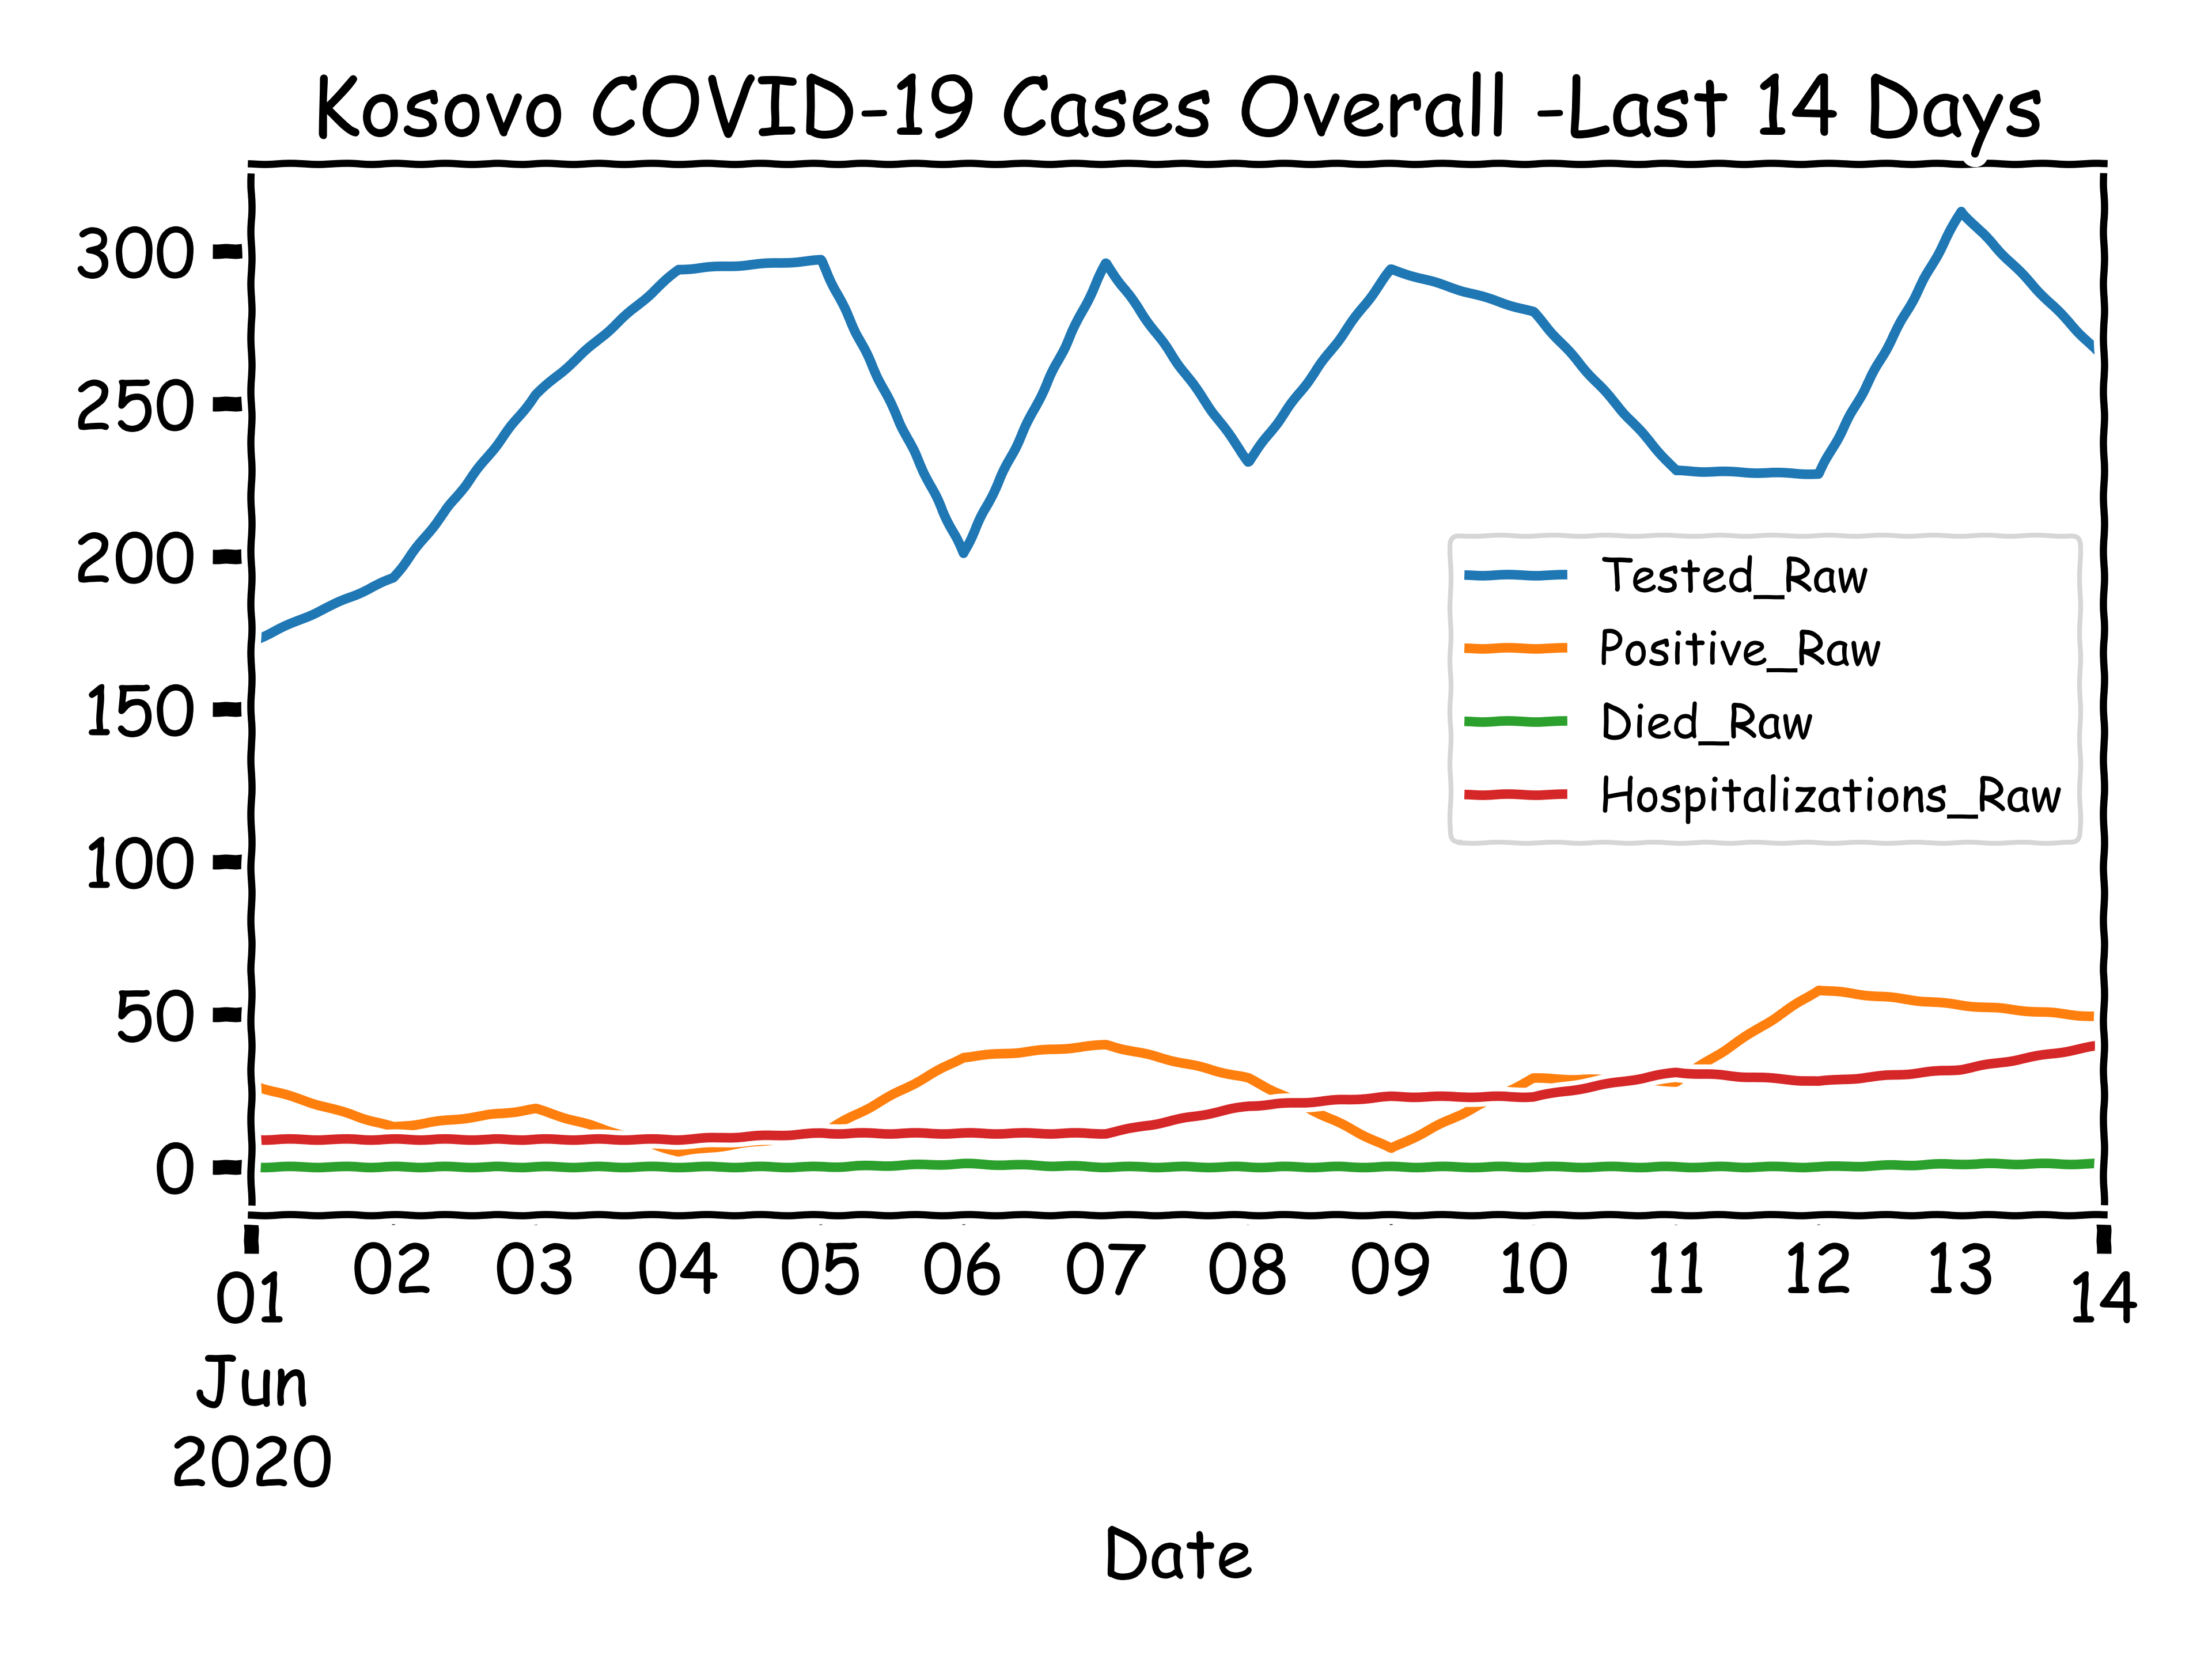 Kosovo COVID-19 Cases Overall -Last 14 Days
300
250
200
150
100
50
0
Tested_Raw
Positive_Raw
Died_Raw
Hospitalizations_Raw
01 02 03 04 05 06 07 08 09 10 11 12 13 14
Jun
2020
Date